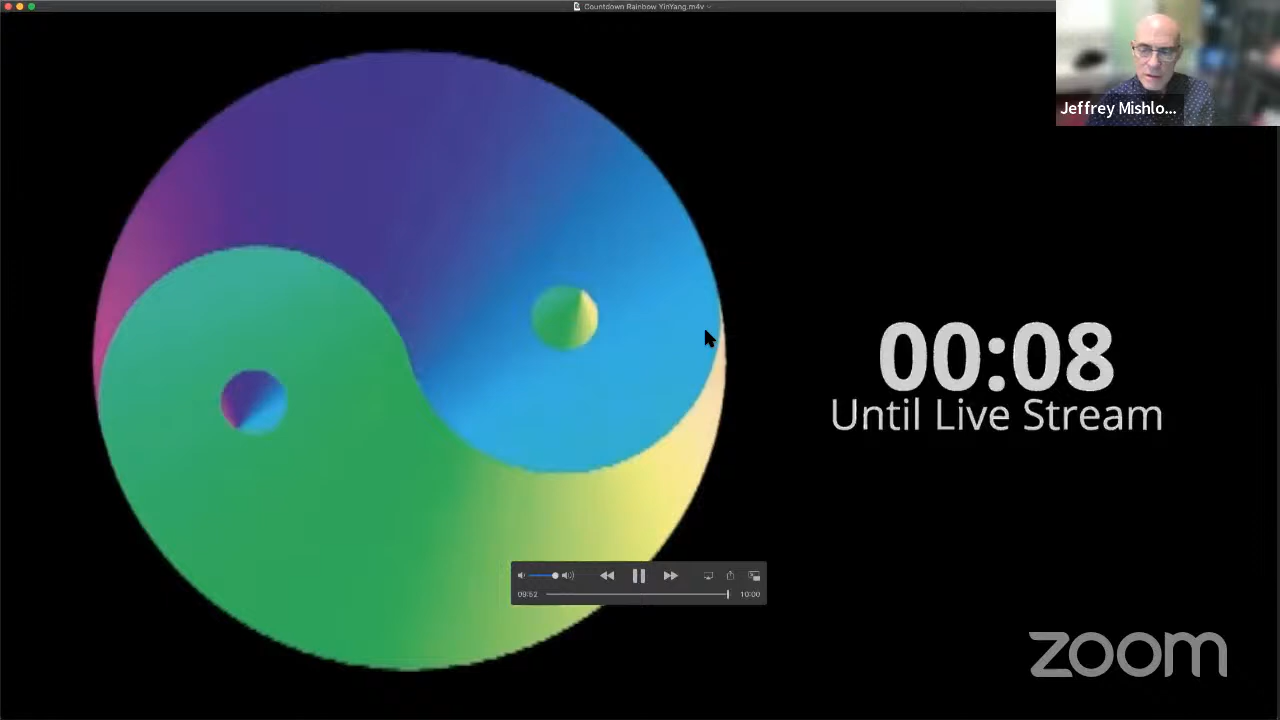 Countdown Rainbow YinYang.m4v
Jeffrey Mishlo...
00:08
Until Live Stream
09:52
10:00
zoom